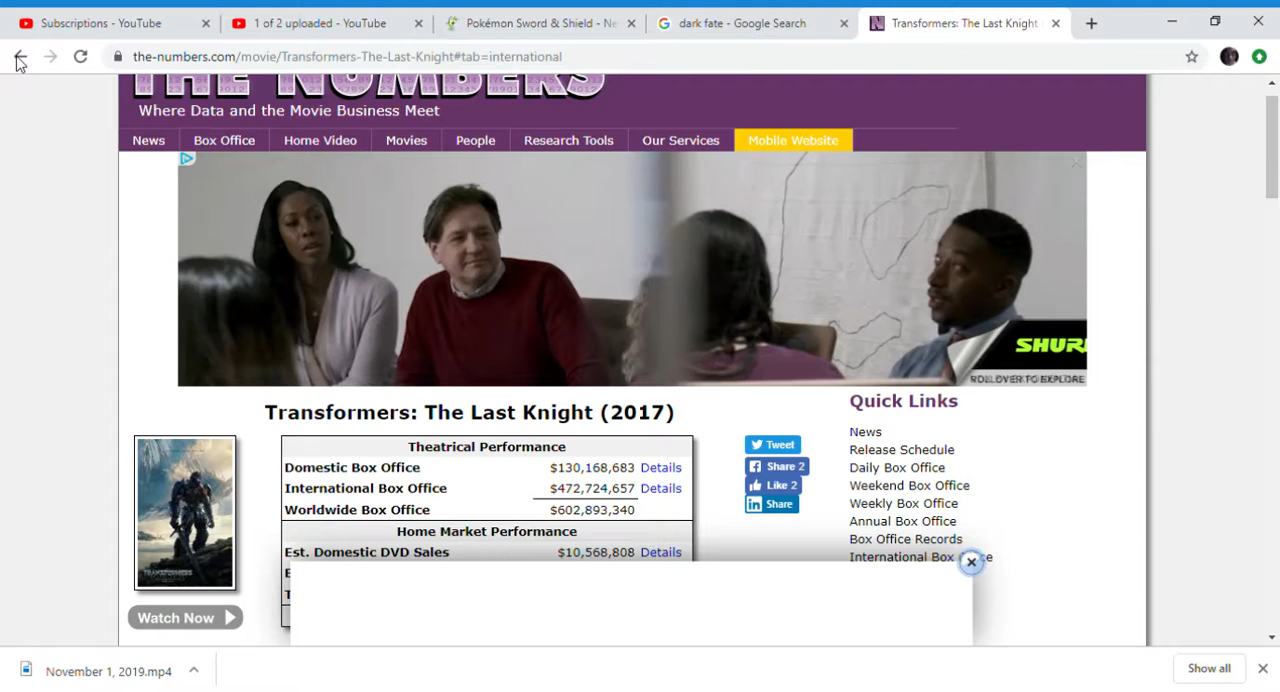 Subscriptions - YouTube
1 of 2 uploaded - YouTube
Pokémon Sword & Shield - Ne
dark fate - Google Search
Transformers: The Last Knight
the-numbers.com/movie/Transformers-The-Last-Knight#tab=international
THE NUMBERS
Where Data and the Movie Business Meet
News Box Office Home Video Movies People Research Tools Our Services Mobile Website
SHUR
ROLLOVER TO EXPLORE
Transformers: The Last Knight (2017)
Theatrical Performance
Domestic Box Office $130,168,683 Details
International Box Office $472,724,657 Details
Worldwide Box Office $602,893,340
Home Market Performance
Est. Domestic DVD Sales $10,568,808 Details
E
T
TRANSFORMERS
Watch Now
Tweet
Share 2
Like 2
Share
Quick Links
News
Release Schedule
Daily Box Office
Weekend Box Office
Weekly Box Office
Annual Box Office
Box Office Records
International Box Office
November 1, 2019.mp4
Show all